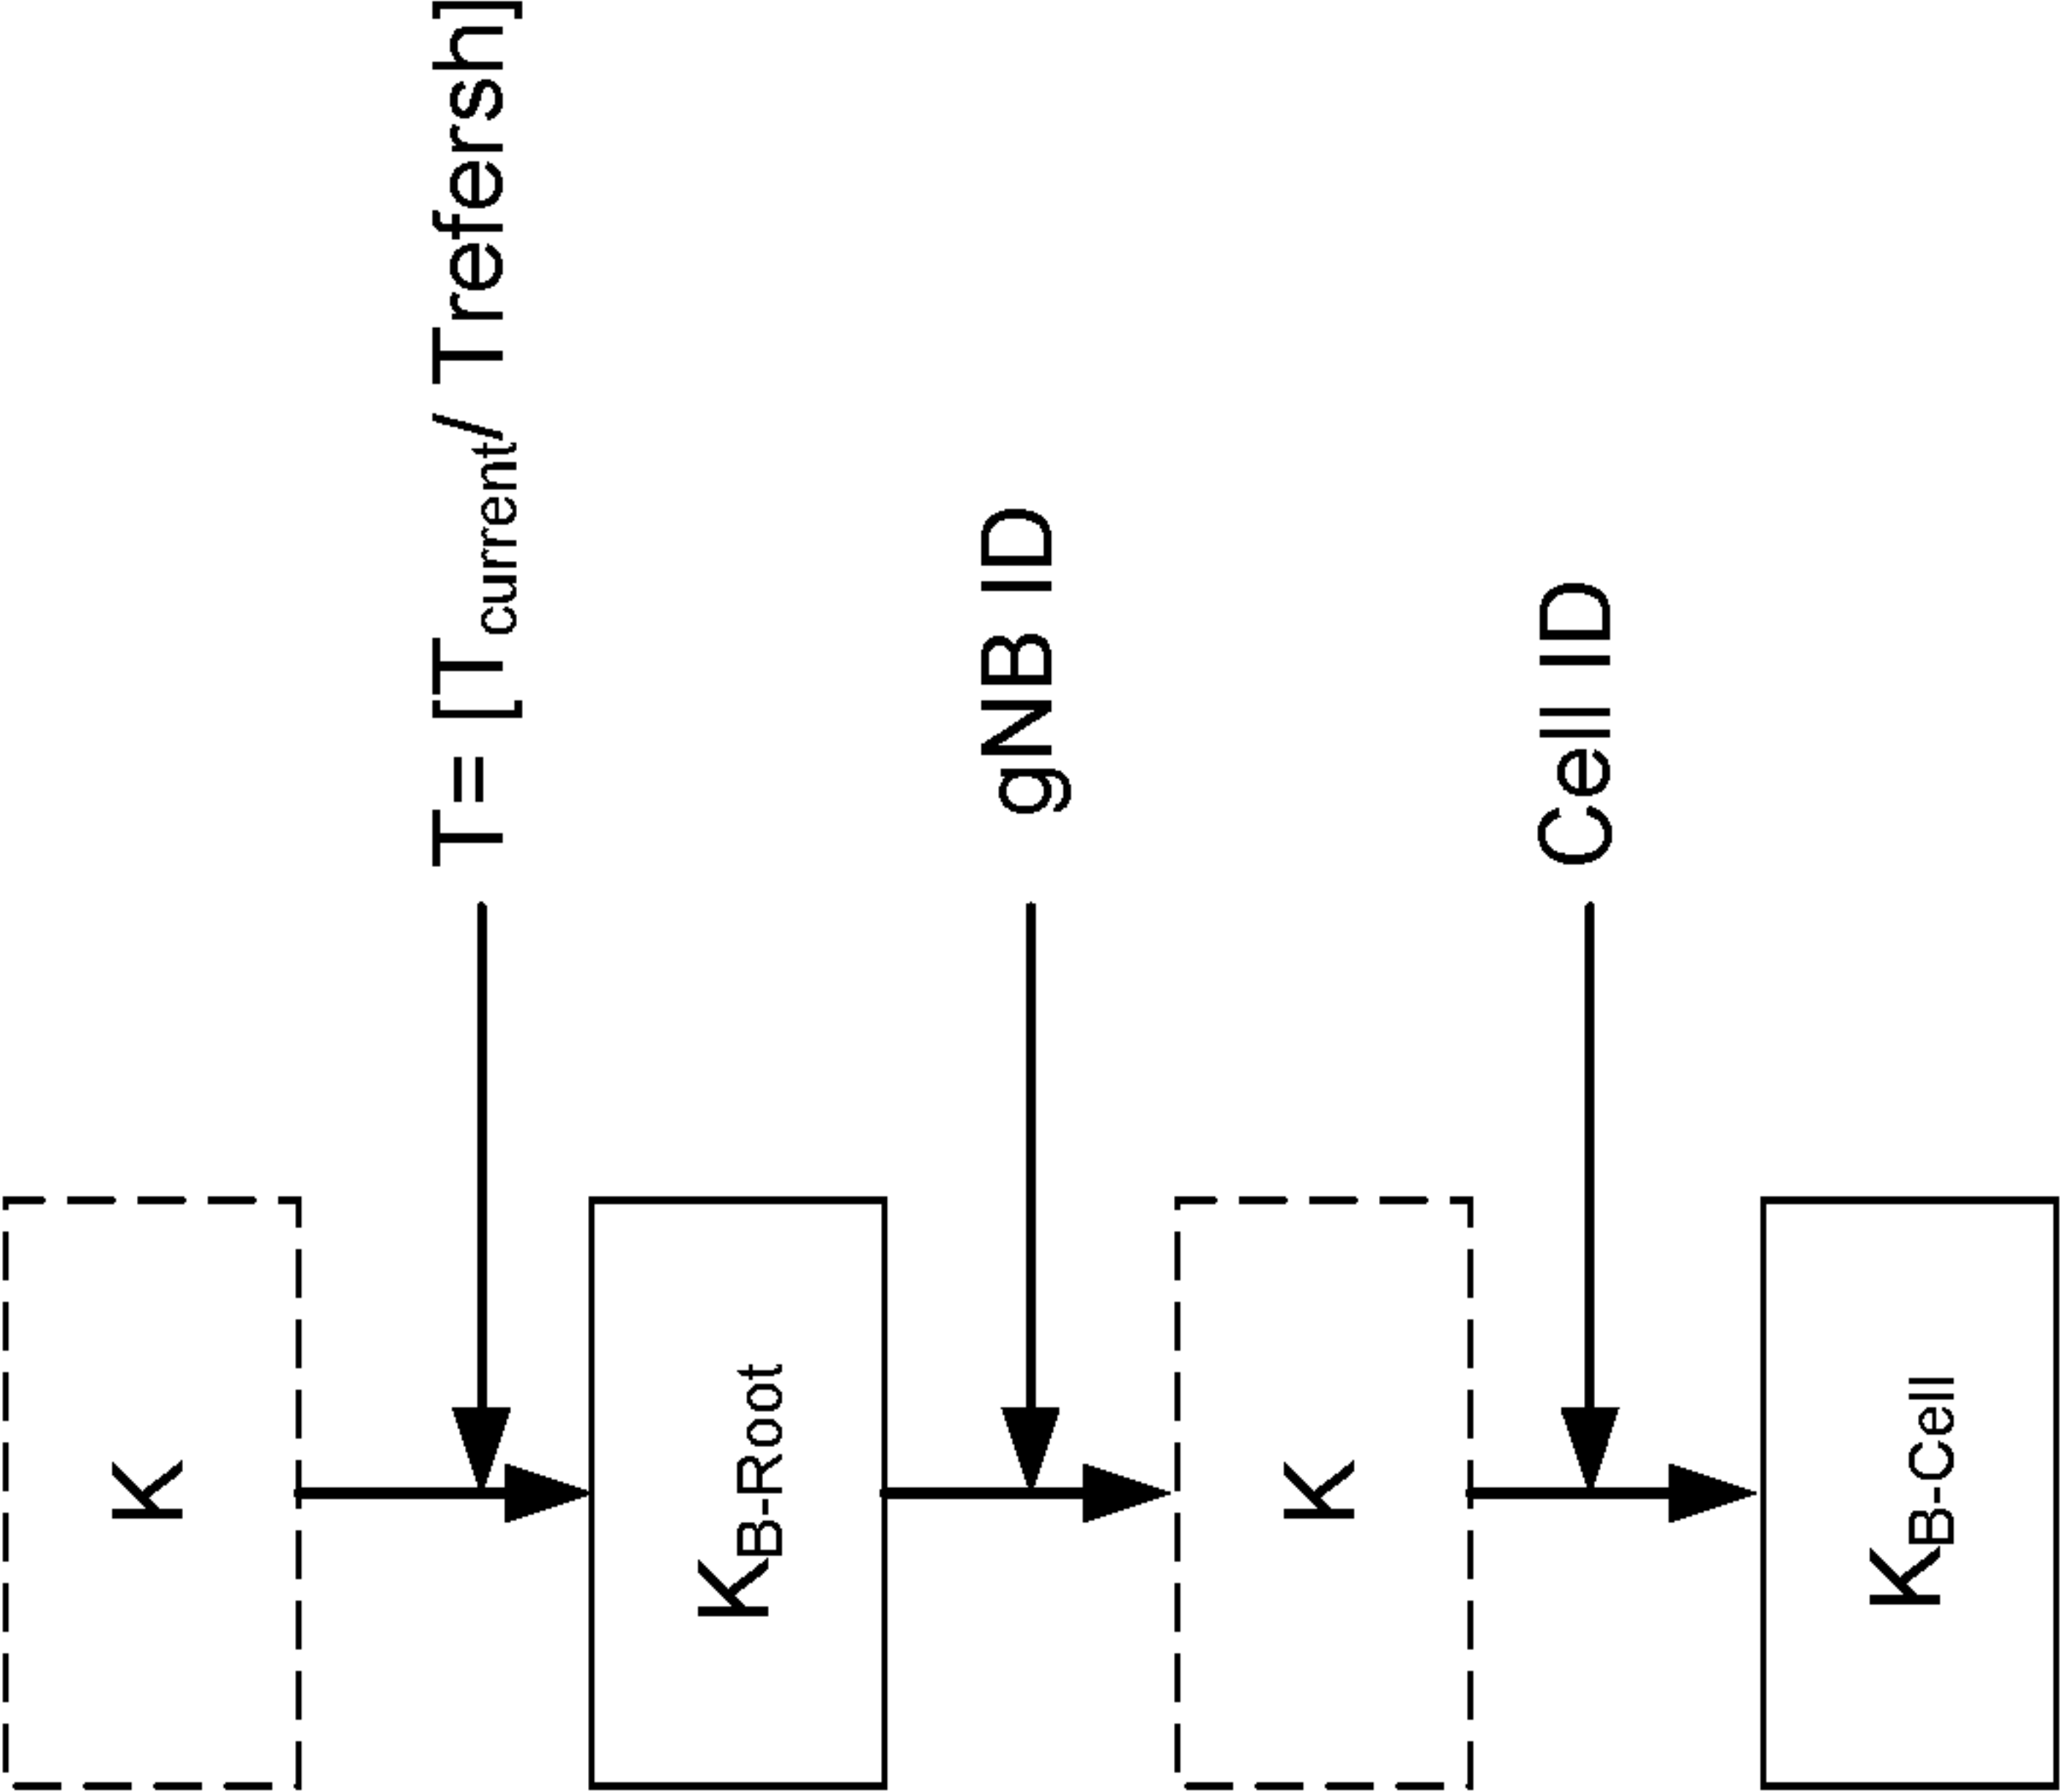 K
T= [Tcurrent/ Trefersh]
KB-Root
gNB ID
K
Cell ID
KB-Cell